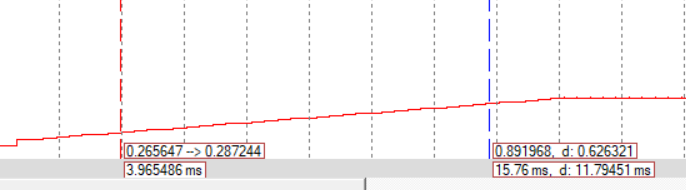 0.265647 --> 0.287244
3.965486 ms
0.891968, d: 0.626321
15.76 ms, d: 11.79451 ms